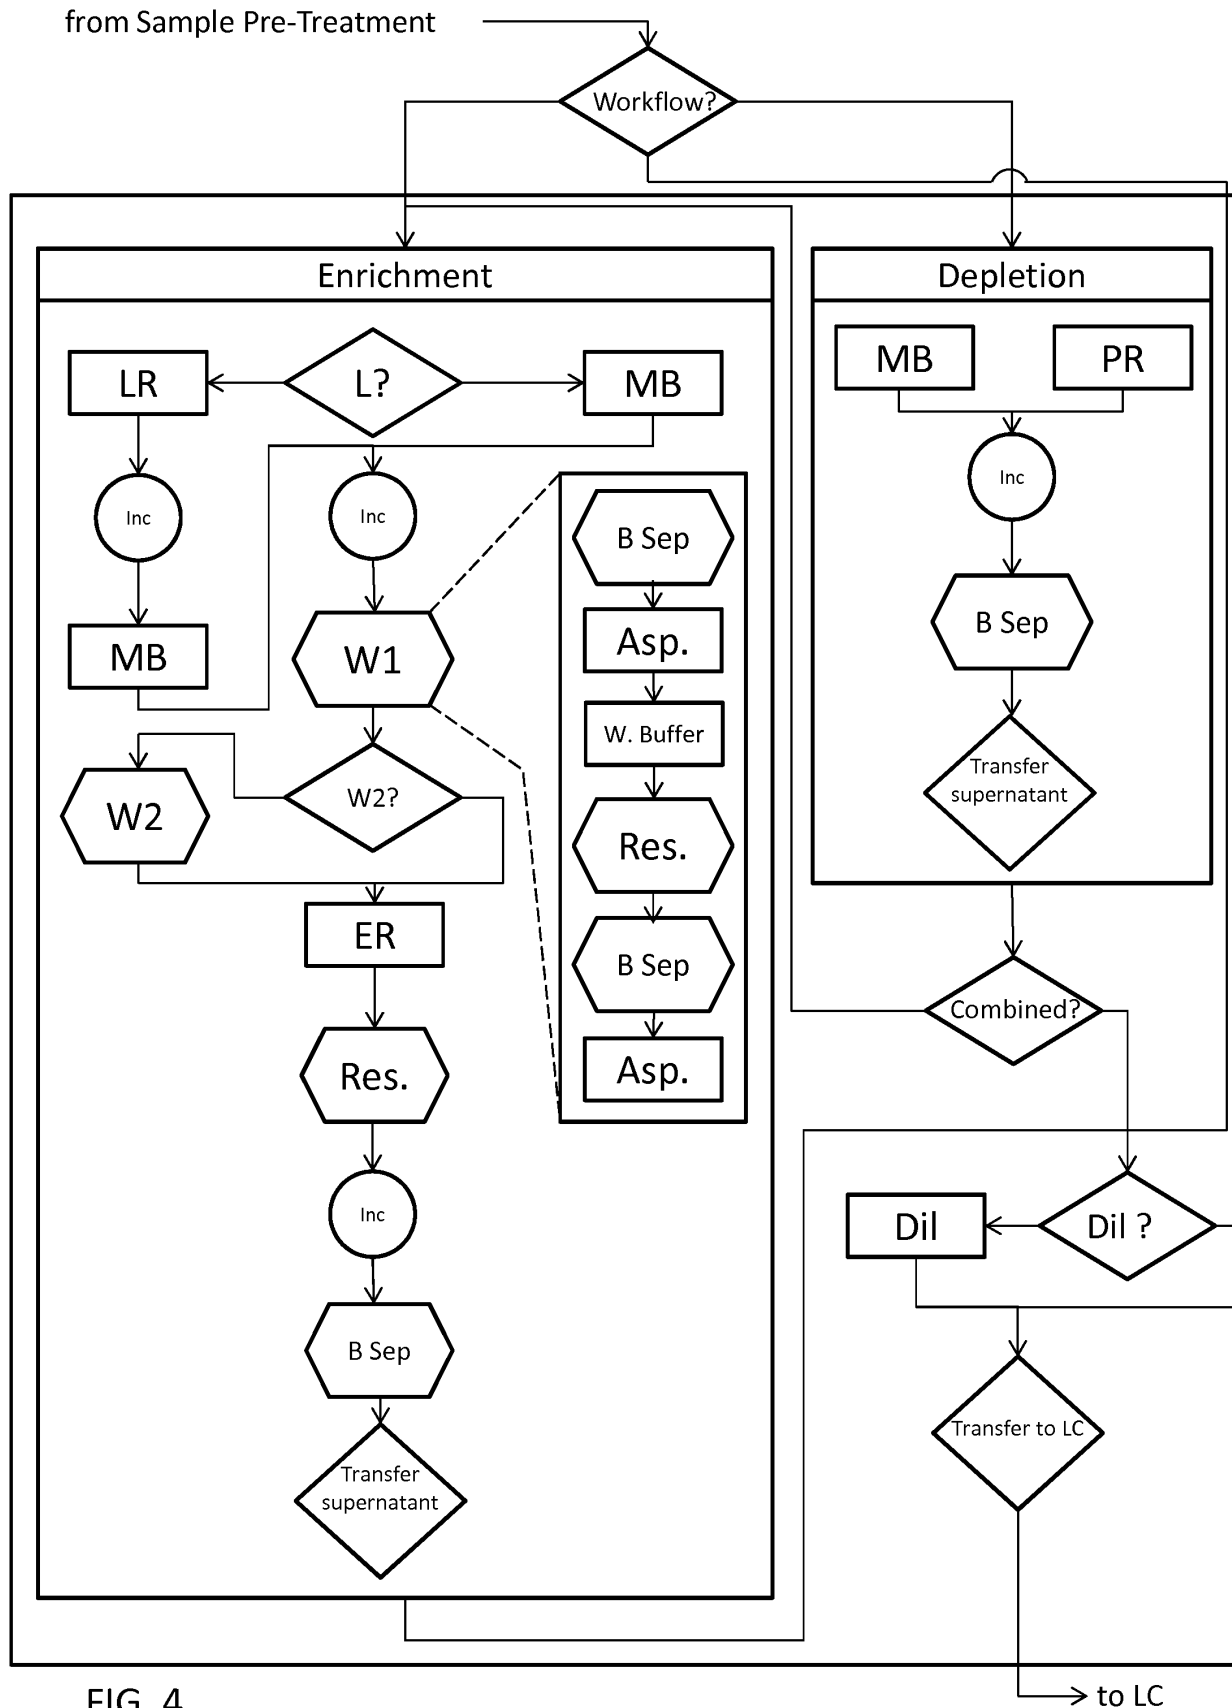 from Sample Pre-Treatment
Workflow?
Enrichment
LR
L?
MB
Inc
Inc
MB
W1
W2
W2?
ER
Res.
Inc
B Sep
Transfer
supernatant
B Sep
Asp.
W. Buffer
Res.
B Sep
Asp.
Depletion
MB
PR
Inc
B Sep
Transfer
supernatant
Combined?
Dil
Dil ?
Transfer to LC
to LC
FIG. 4